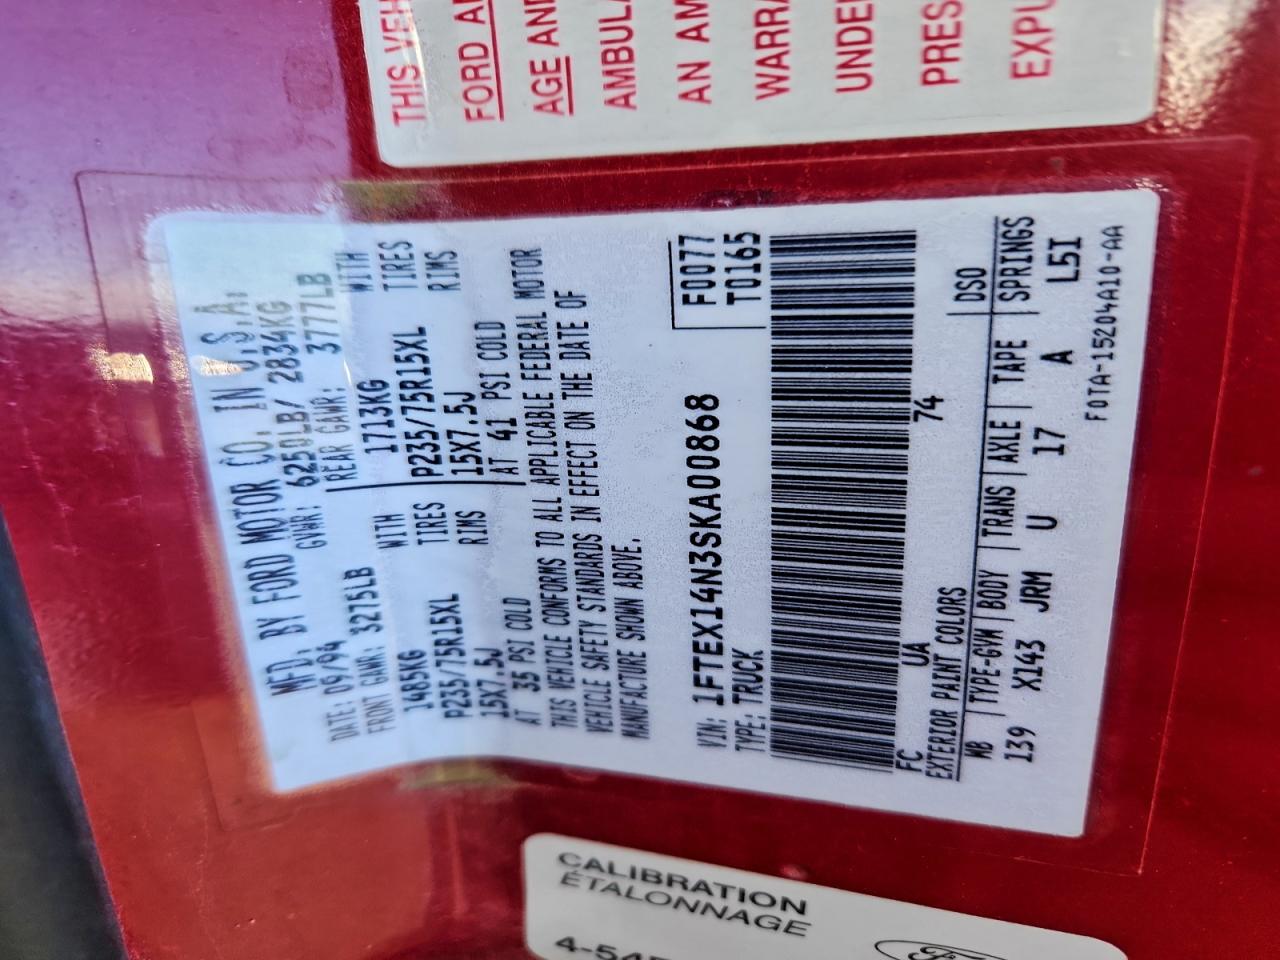 THIS VEH
FORD A
AGE AND
AMBULA
AN AM
WARRA
UNDE
PRES
EXPU
MFD. BY FORD MOTOR CO. IN U.S.A.
DATE: 09/94 GVWR: 6250LB/ 2834KG
FRONT GAWR: 3275LB REAR GAWR: 3777LB
1485KG WITH 1713KG WITH
P235/75R15XL TIRES P235/75R15XL TIRES
15X7.5J RIMS 15X7.5J RIMS
AT 35 PSI COLD AT 41 PSI COLD
THIS VEHICLE CONFORMS TO ALL APPLICABLE FEDERAL MOTOR
VEHICLE SAFETY STANDARDS IN EFFECT ON THE DATE OF
MANUFACTURE SHOWN ABOVE.
VIN: 1FTEX14N3SKA00868 F0077
TYPE: TRUCK T0165
FC UA 74
EXTERIOR PAINT COLORS DSO
WB TYPE-GVW BODY TRANS AXLE TAPE SPRINGS
139 X143 JRM U 17 A L5I
F0TA-15204A10-AA
CALIBRATION
ÉTALONNAGE
4-54
Ford